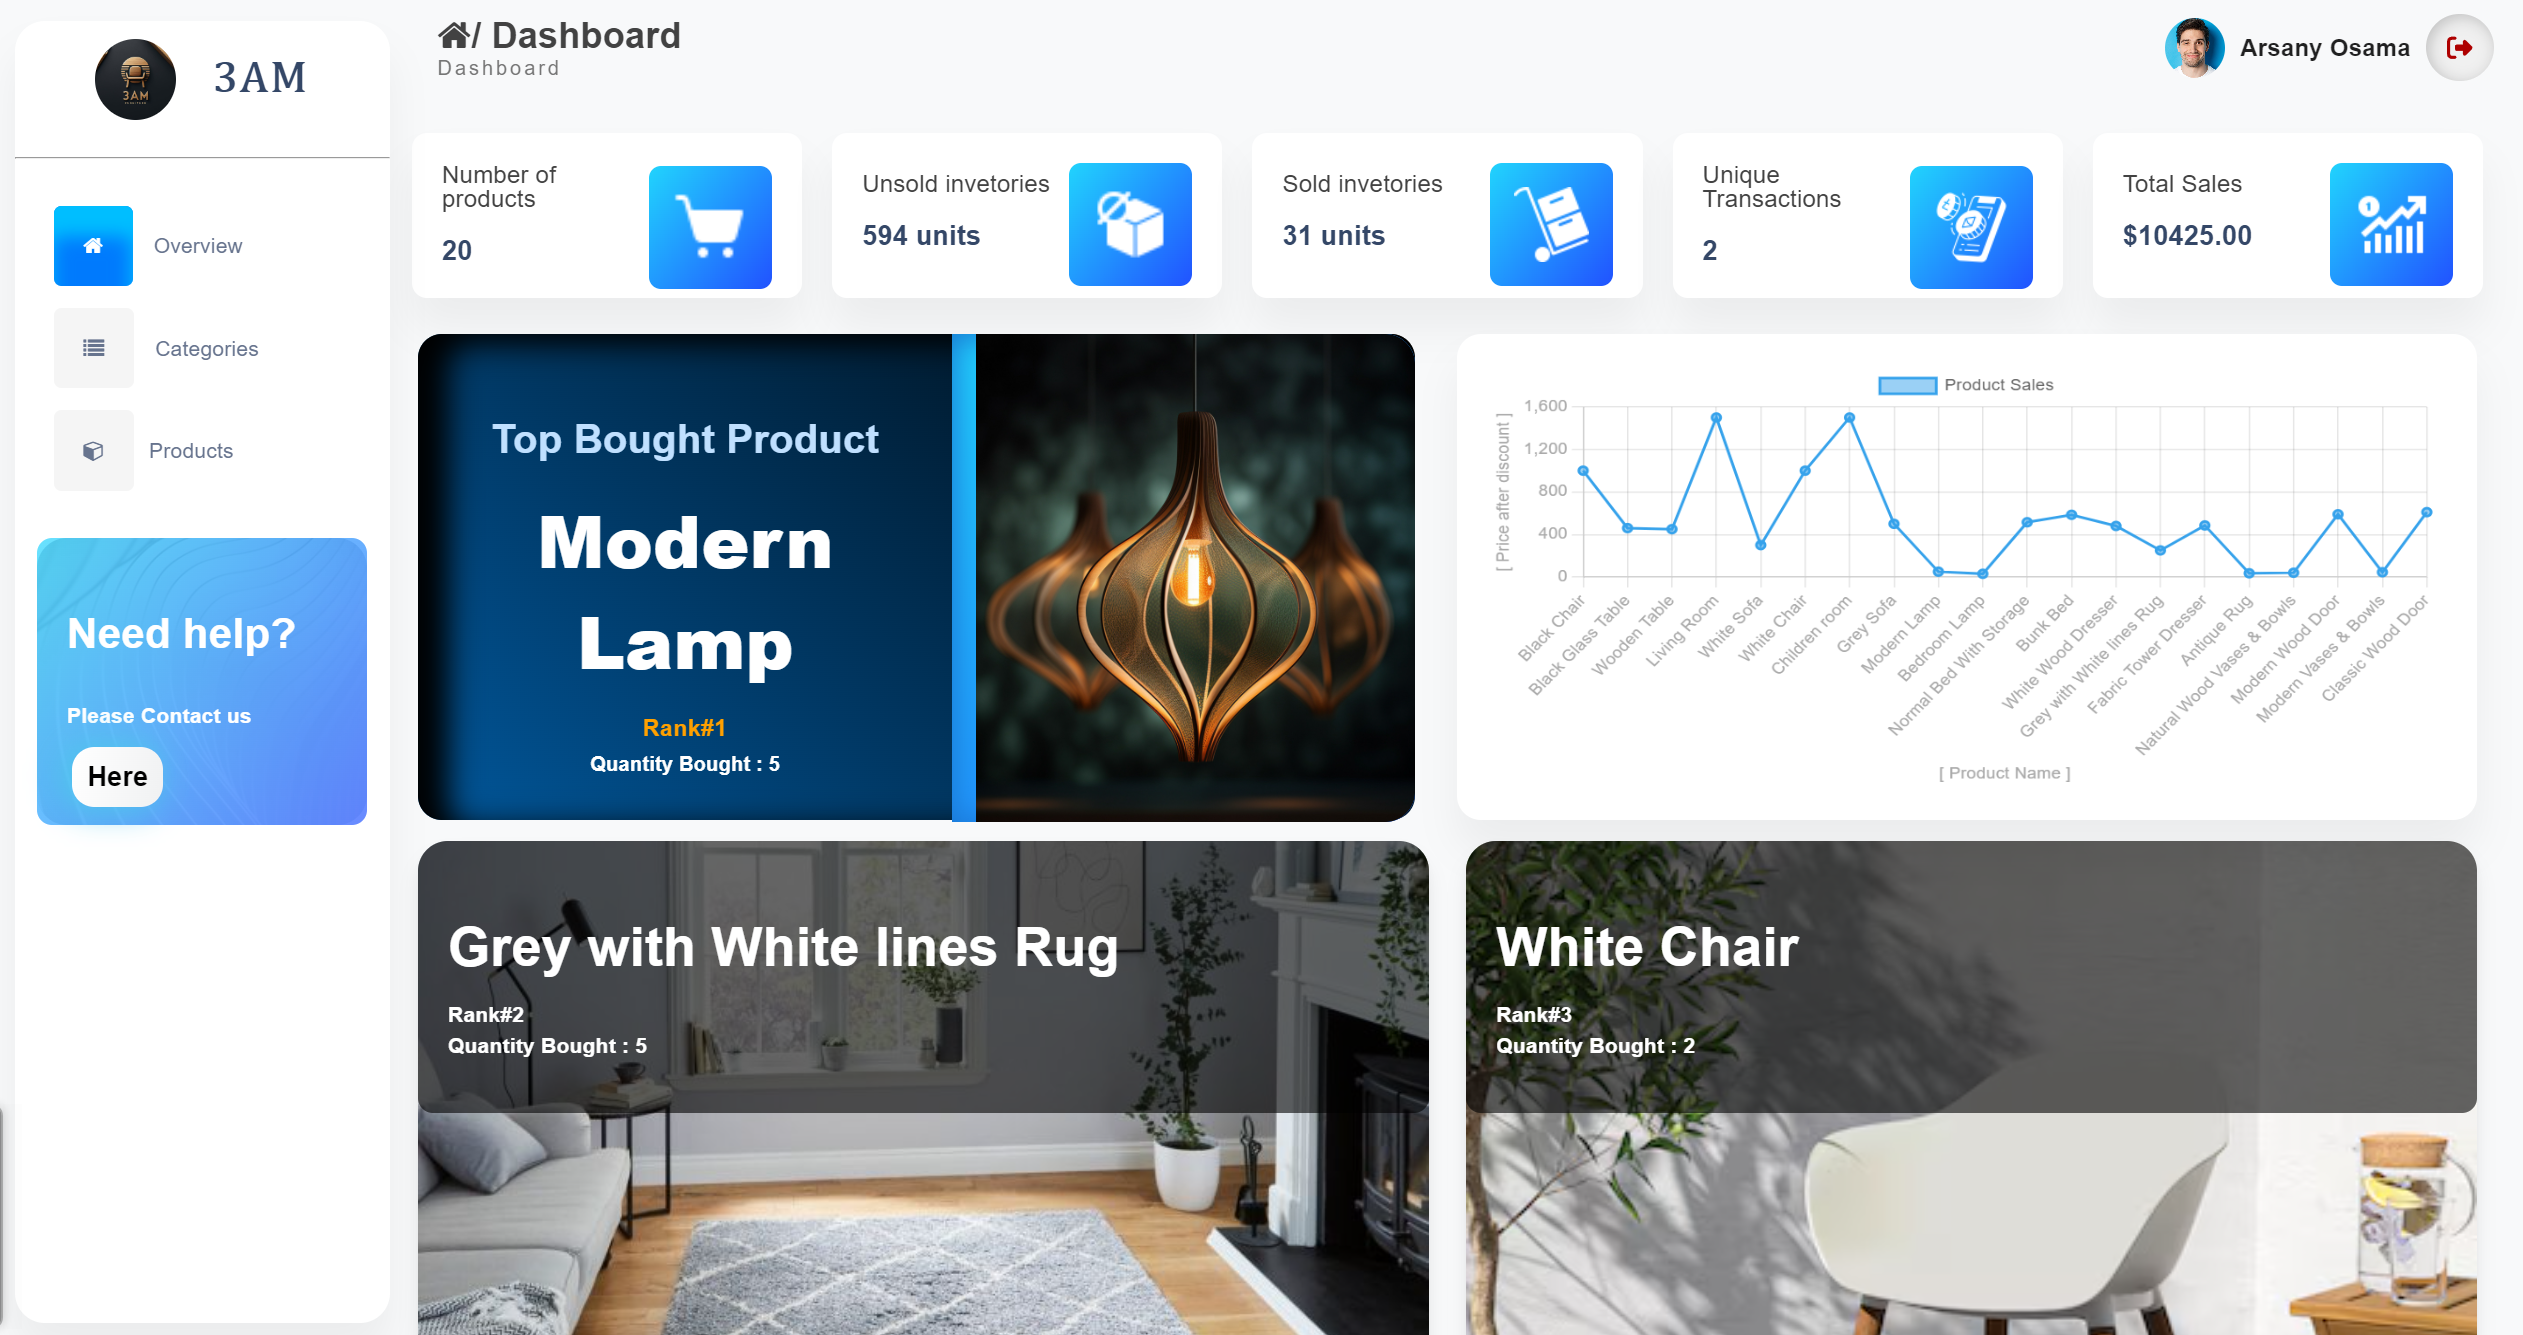 3AM
3AM
/ Dashboard
Dashboard
Arsany Osama
Overview
Categories
Products
Need help?
Please Contact us
Here
Number of
products
20
Unsold invetories
594 units
Sold invetories
31 units
Unique
Transactions
2
Total Sales
$10425.00
Top Bought Product
Modern
Lamp
Rank#1
Quantity Bought : 5
Product Sales
[ Price after discount ]
1,600
1,200
800
400
0
Black Chair
Black Glass Table
Wooden Table
Living Room
White Sofa
White Chair
Children room
Grey Sofa
Modern Lamp
Bedroom Lamp
Normal Bed With Storage
Bunk Bed
White Wood Dresser
Grey with White lines Rug
Fabric Tower Dresser
Antique Rug
Natural Wood Vases & Bowls
Modern Wood Door
Modern Vases & Bowls
Classic Wood Door
[ Product Name ]
Grey with White lines Rug
Rank#2
Quantity Bought : 5
White Chair
Rank#3
Quantity Bought : 2